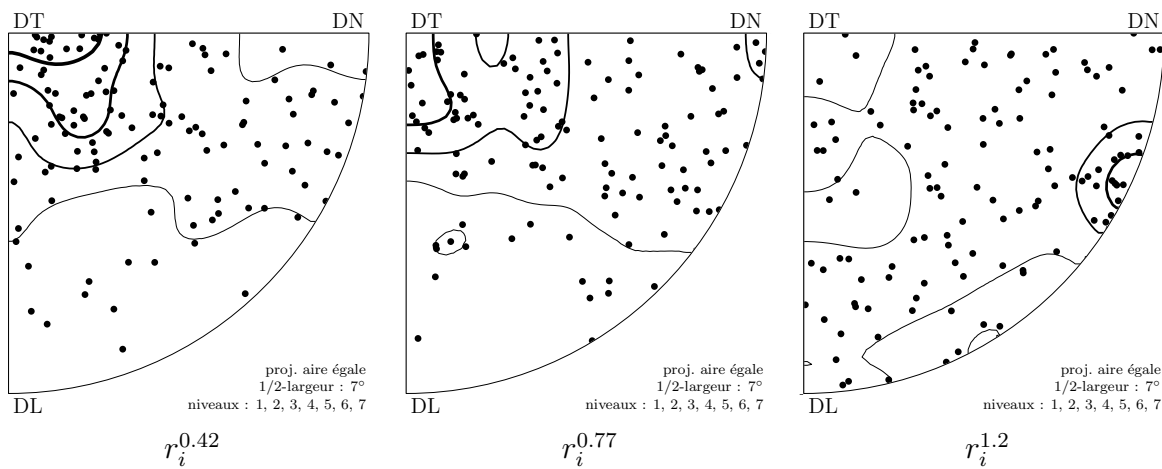 DT DN DT DN DT DN
proj. aire égale
1/2-largeur : 7°
niveaux : 1, 2, 3, 4, 5, 6, 7
DL
proj. aire égale
1/2-largeur : 7°
niveaux : 1, 2, 3, 4, 5, 6, 7
DL
proj. aire égale
1/2-largeur : 7°
niveaux : 1, 2, 3, 4, 5, 6, 7
DL
r_i^0.42 r_i^0.77 r_i^1.2